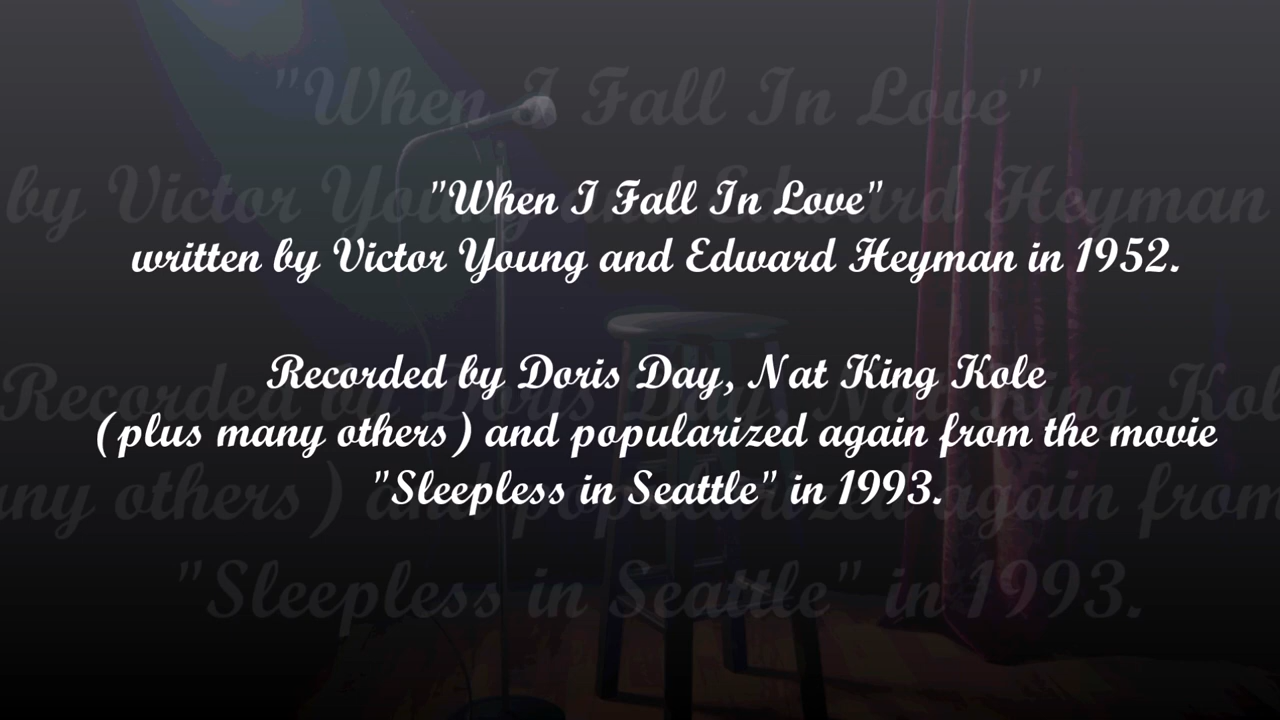 "When I Fall In Love"
written by Victor Young and Edward Heyman in 1952.
Recorded by Doris Day, Nat King Kole
(plus many others) and popularized again from the movie
"Sleepless in Seattle" in 1993.